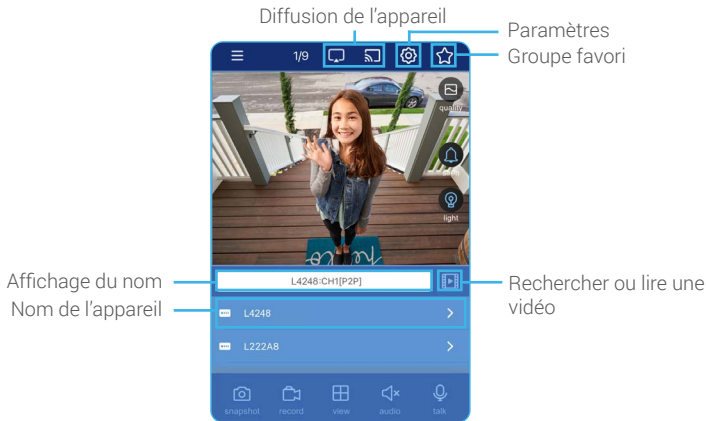 Diffusion de l'appareil
Paramètres
Groupe favori
1/9
quality
light
hello
Affichage du nom
L4248:CH1[P2P]
Rechercher ou lire une
vidéo
Nom de l'appareil
L4248
L222A8
snapshot
record
view
audio
talk